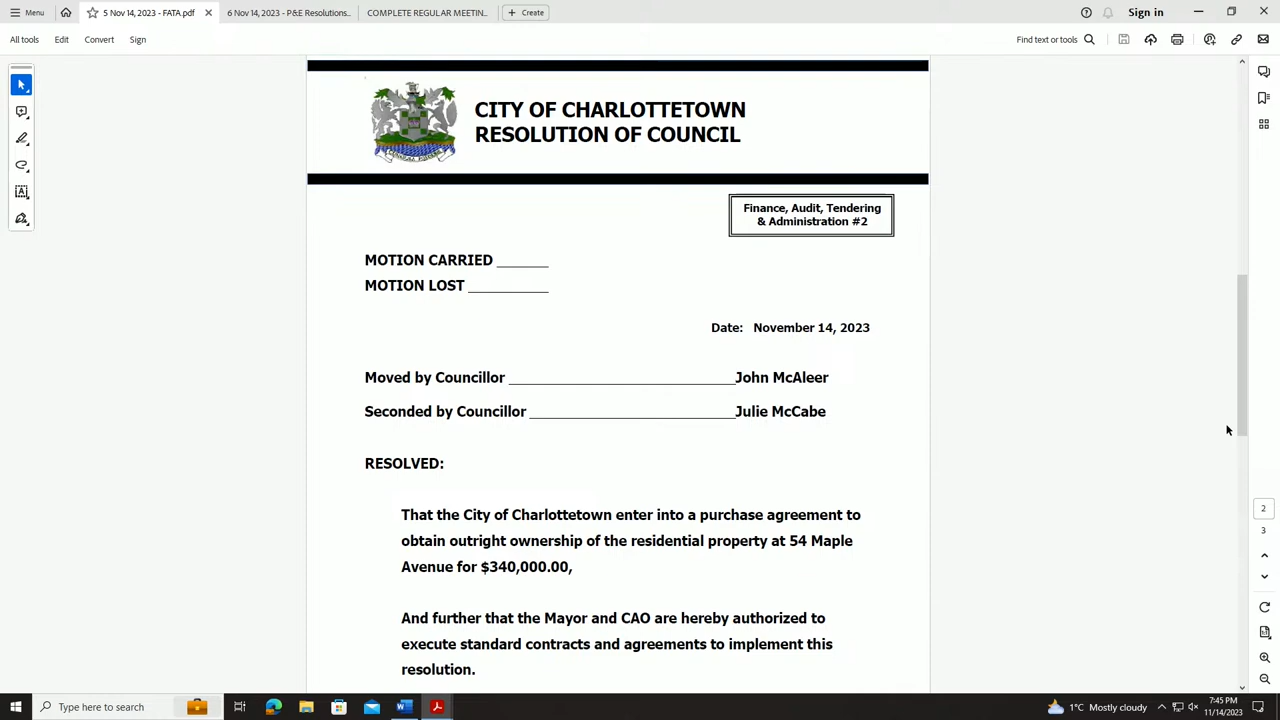 Menu
5 Nov 14, 2023 - FATA.pdf
6 Nov 14, 2023 - P&E Resolutions...
COMPLETE REGULAR MEETIN...
Create
Sign in
All tools Edit Convert Sign
Find text or tools
CITY OF CHARLOTTETOWN
RESOLUTION OF COUNCIL
Finance, Audit, Tendering
& Administration #2
MOTION CARRIED _______
MOTION LOST __________
Date: November 14, 2023
Moved by Councillor ____________________________John McAleer
Seconded by Councillor _________________________Julie McCabe
RESOLVED:
That the City of Charlottetown enter into a purchase agreement to
obtain outright ownership of the residential property at 54 Maple
Avenue for $340,000.00,
And further that the Mayor and CAO are hereby authorized to
execute standard contracts and agreements to implement this
resolution.
2
3
Type here to search
1°C Mostly cloudy
7:45 PM
11/14/2023